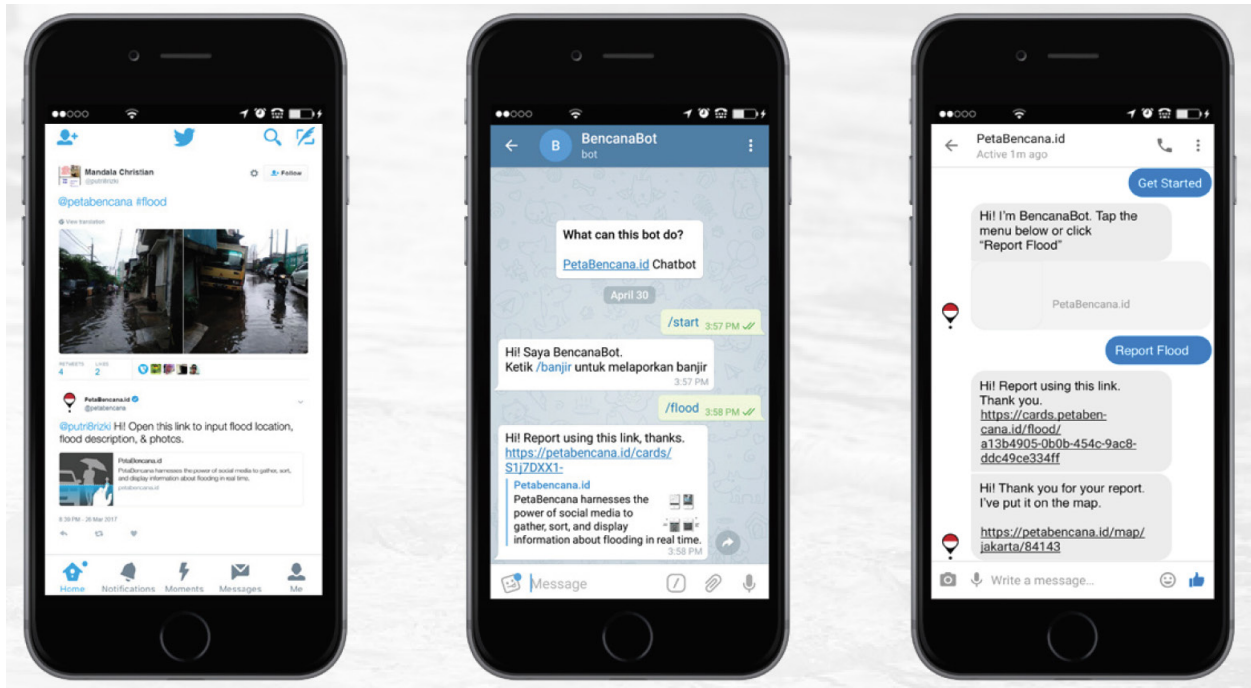 Mandala Christian
@putri8rizki
Follow
@petabencana #flood
View translation
RETWEETS
LIKES
4
2
PetaBencana.id
@petabencana
@putri8rizki Hi! Open this link to input flood location,
flood description, & photos.
PetaBencana.id
PetaBencana harnesses the power of social media to gather, sort,
and display information about flooding in real time.
petabencana.id
8:39 PM - 26 Mar 2017
Home
Notifications
Moments
Messages
Me
B
BencanaBot
bot
What can this bot do?
PetaBencana.id Chatbot
April 30
/start 3:57 PM
Hi! Saya BencanaBot.
Ketik /banjir untuk melaporkan banjir
3:57 PM
/flood 3:58 PM
Hi! Report using this link, thanks.
https://petabencana.id/cards/
S1j7DXX1-
Petabencana.id
PetaBencana harnesses the
power of social media to
gather, sort, and display
information about flooding in real time.
3:58 PM
Message
PetaBencana.id
Active 1m ago
Get Started
Hi! I'm BencanaBot. Tap the
menu below or click
“Report Flood”
PetaBencana.id
Report Flood
Hi! Report using this link.
Thank you.
https://cards.petaben-
cana.id/flood/
a13b4905-0b0b-454c-9ac8-
ddc49ce334ff
Hi! Thank you for your report.
I've put it on the map.
https://petabencana.id/map/
jakarta/84143
Write a message...